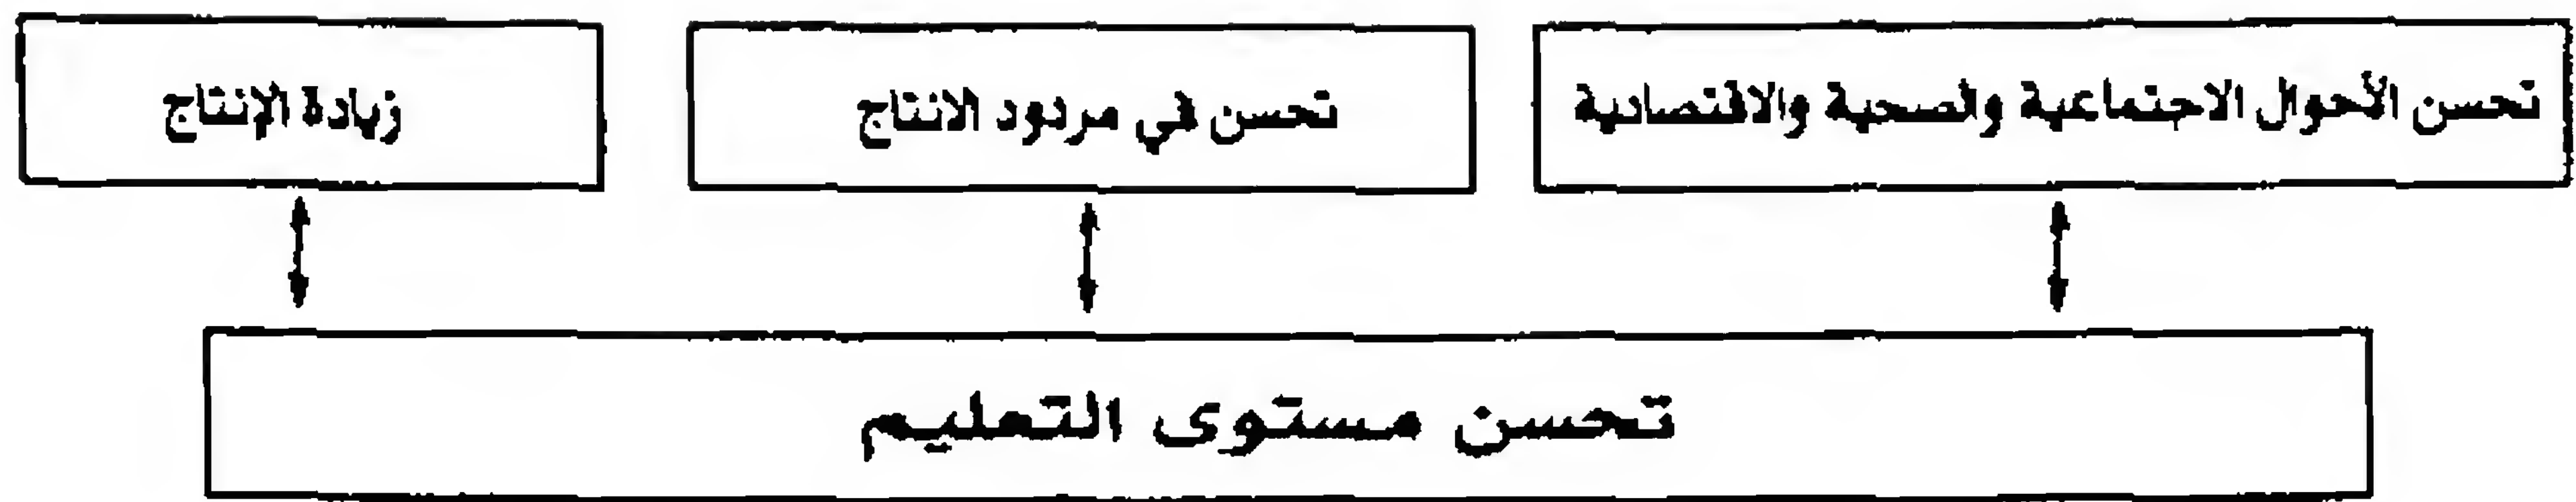 تحسن الأحوال الاجتماعية والصحية والاقتصادية
تحسن في مردود الانتاج
زيادة الإنتاج
تحسن مستوى التعليم